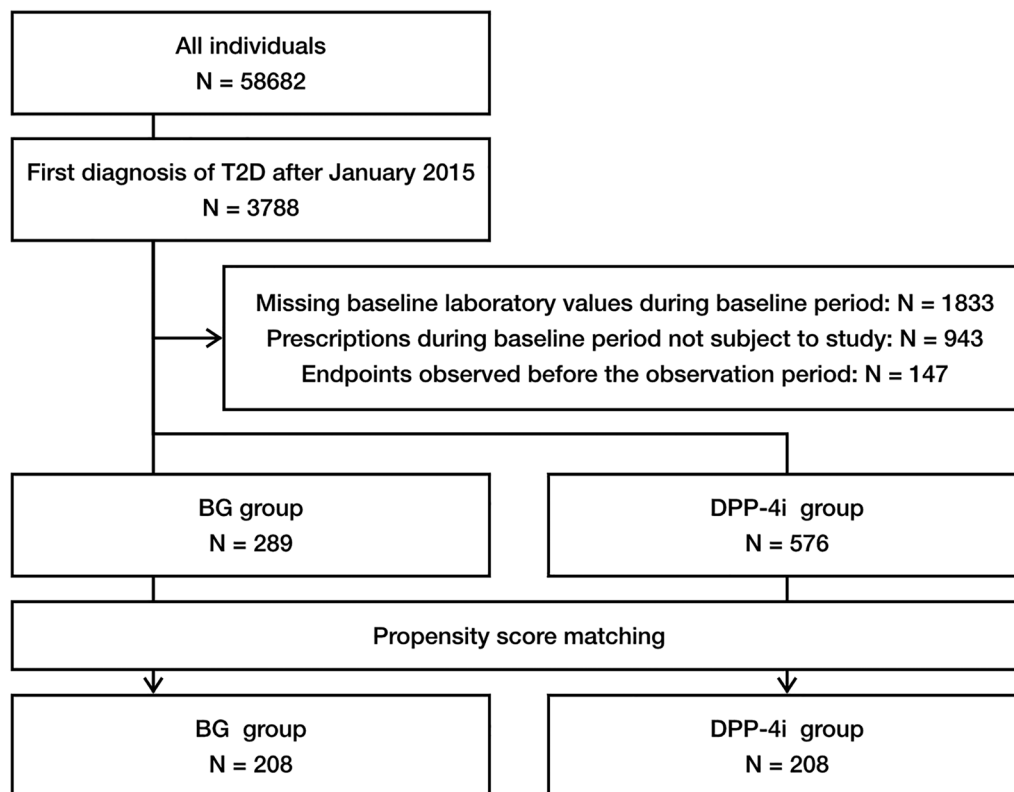 All individuals
N = 58682
First diagnosis of T2D after January 2015
N = 3788
Missing baseline laboratory values during baseline period: N = 1833
Prescriptions during baseline period not subject to study: N = 943
Endpoints observed before the observation period: N = 147
BG group
N = 289
DPP-4i group
N = 576
Propensity score matching
BG group
N = 208
DPP-4i group
N = 208